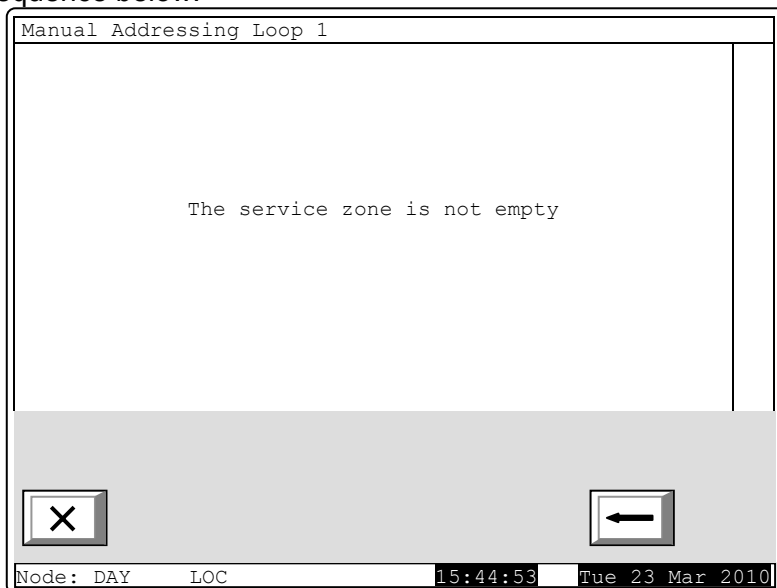 Manual Addressing Loop 1
The service zone is not empty
Node: DAY LOC 15:44:53 Tue 23 Mar 2010